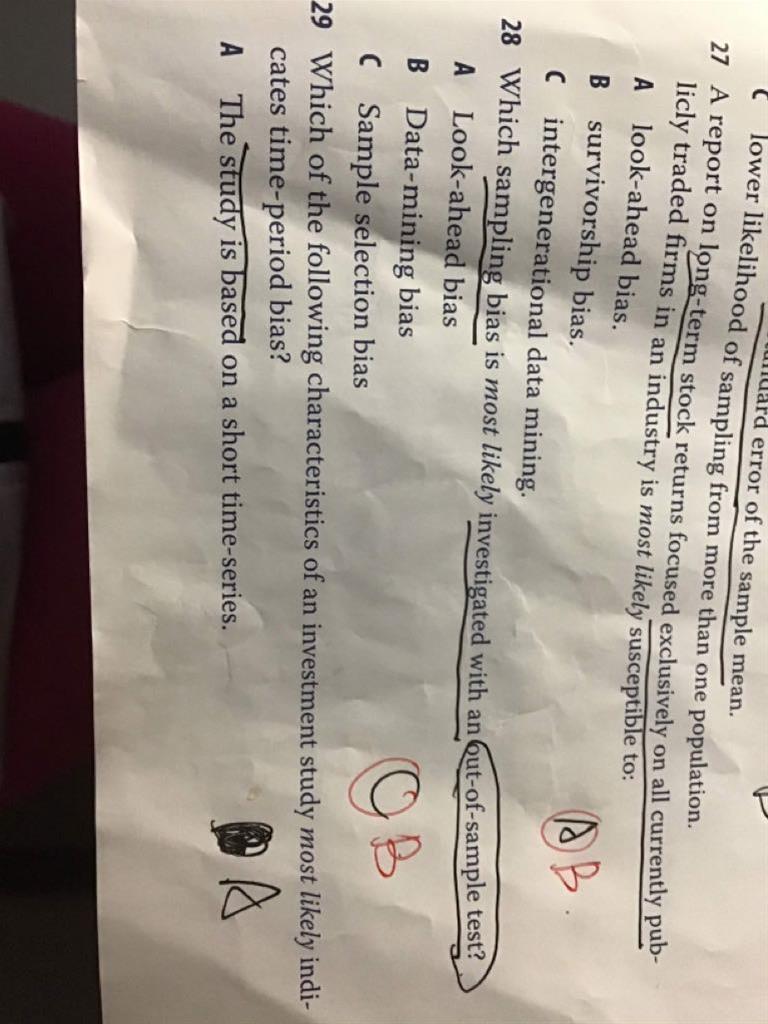 standard error of the sample mean.
C lower likelihood of sampling from more than one population.
27 A report on long-term stock returns focused exclusively on all currently pub-
licly traded firms in an industry is most likely susceptible to:
A look-ahead bias.
B survivorship bias.
C intergenerational data mining.
A B
28 Which sampling bias is most likely investigated with an out-of-sample test?
A Look-ahead bias
B Data-mining bias
C Sample selection bias
C B
29 Which of the following characteristics of an investment study most likely indi-
cates time-period bias?
A The study is based on a short time-series.
A